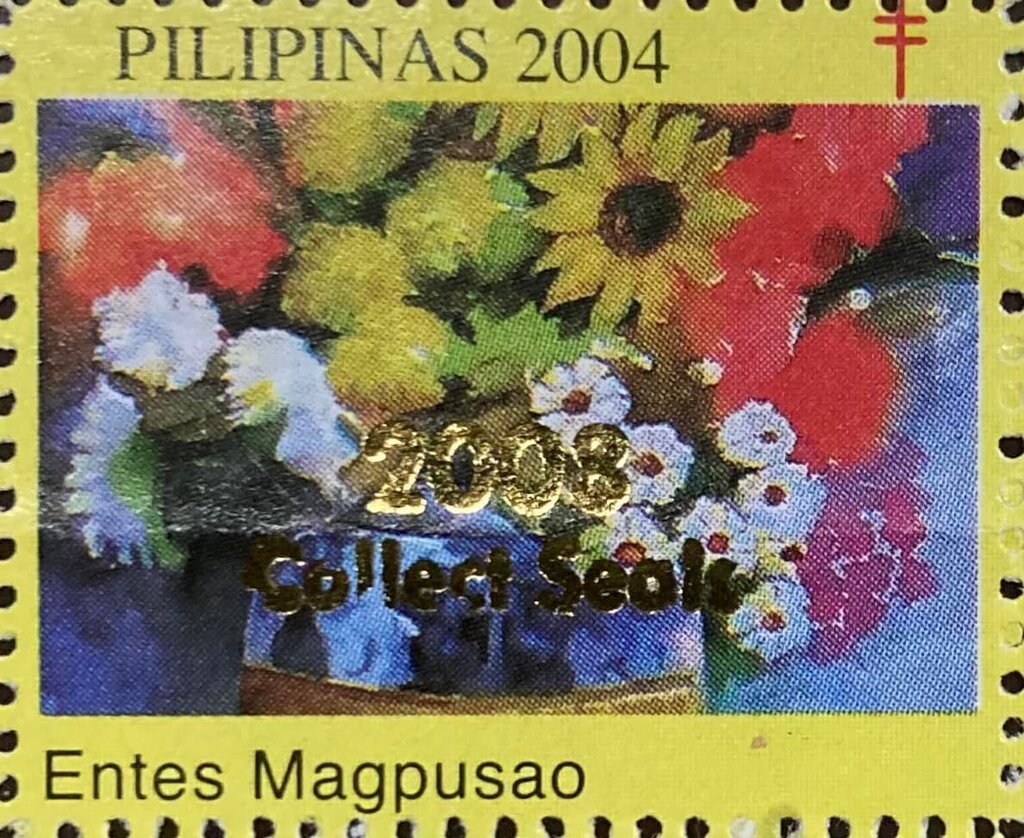 PILIPINAS 2004
2008
Collect Seals
Entes Magpusao